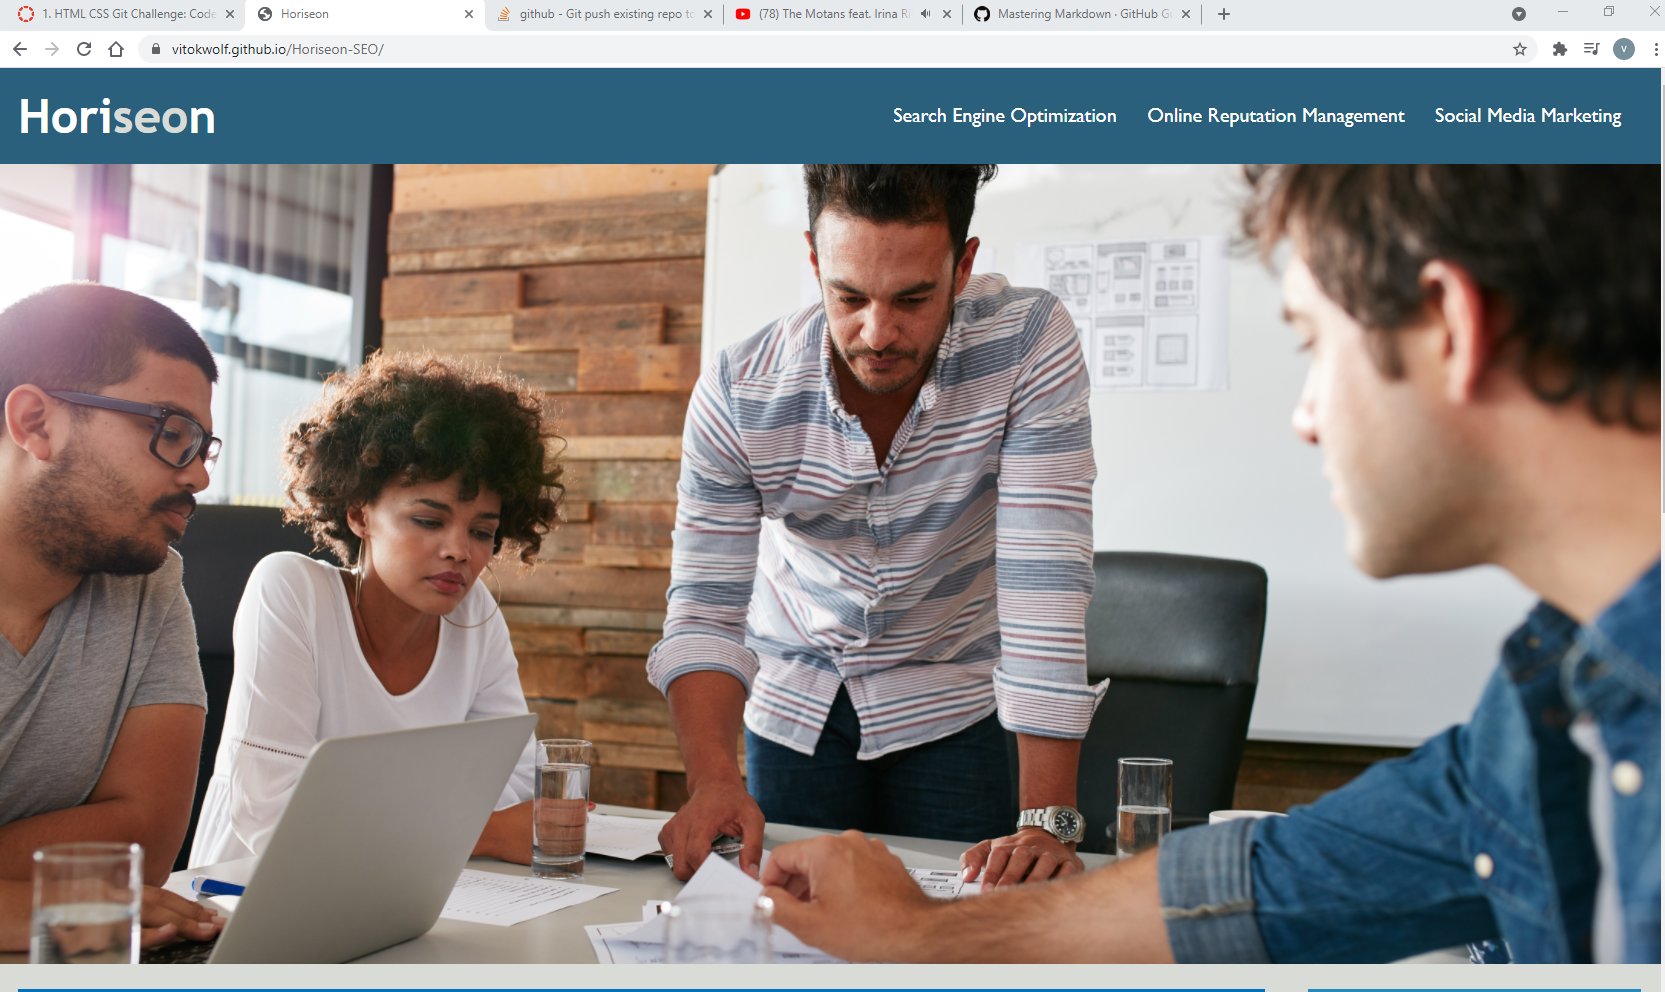 1. HTML CSS Git Challenge: Code
Horiseon
github - Git push existing repo to
(78) The Motans feat. Irina Ri
Mastering Markdown · GitHub G
vitokwolf.github.io/Horiseon-SEO/
V
Horiseon
Search Engine Optimization
Online Reputation Management
Social Media Marketing